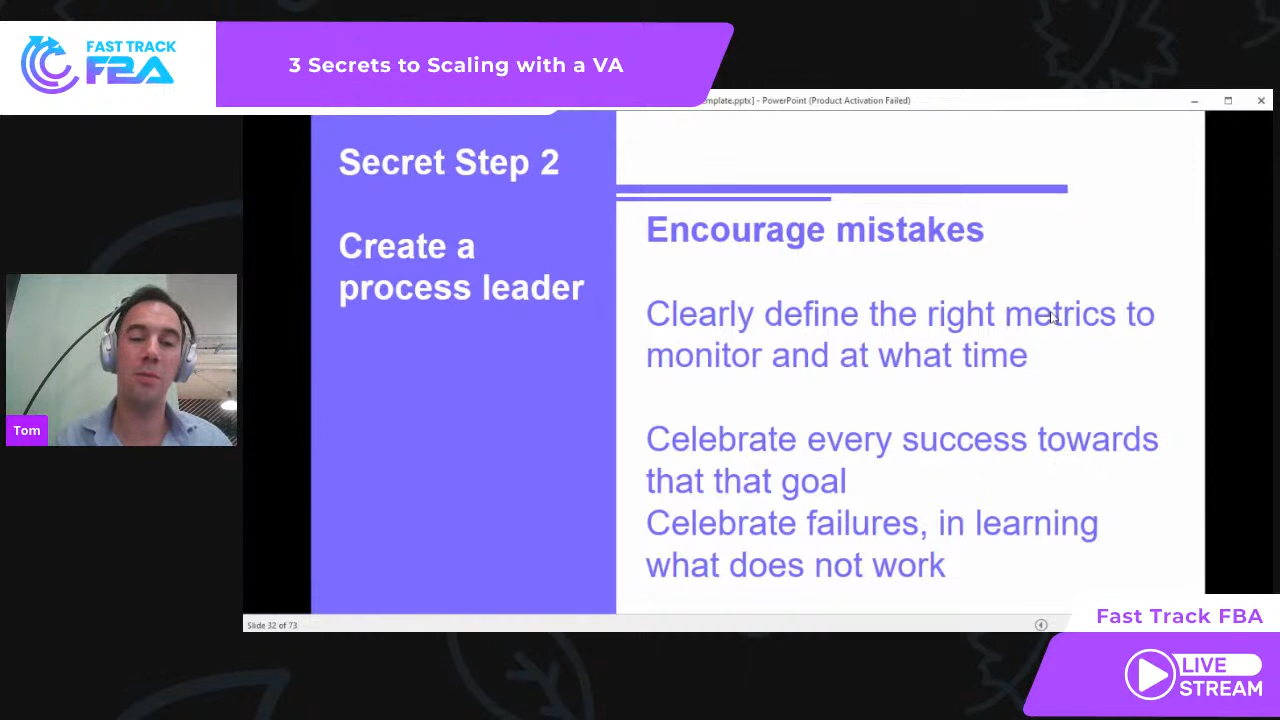 FAST TRACK
FBA
3 Secrets to Scaling with a VA
emplate.pptx] - PowerPoint (Product Activation Failed)
Secret Step 2
Create a
process leader
Encourage mistakes
Clearly define the right metrics to
monitor and at what time
Celebrate every success towards
that that goal
Celebrate failures, in learning
what does not work
Tom
Slide 32 of 73
Fast Track FBA
LIVE
STREAM